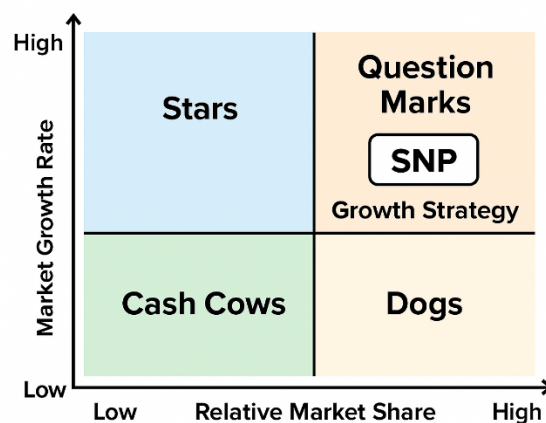 High
Market Growth Rate
Stars
Question
Marks
SNP
Growth Strategy
Cash Cows
Dogs
Low
Low
Relative Market Share
High